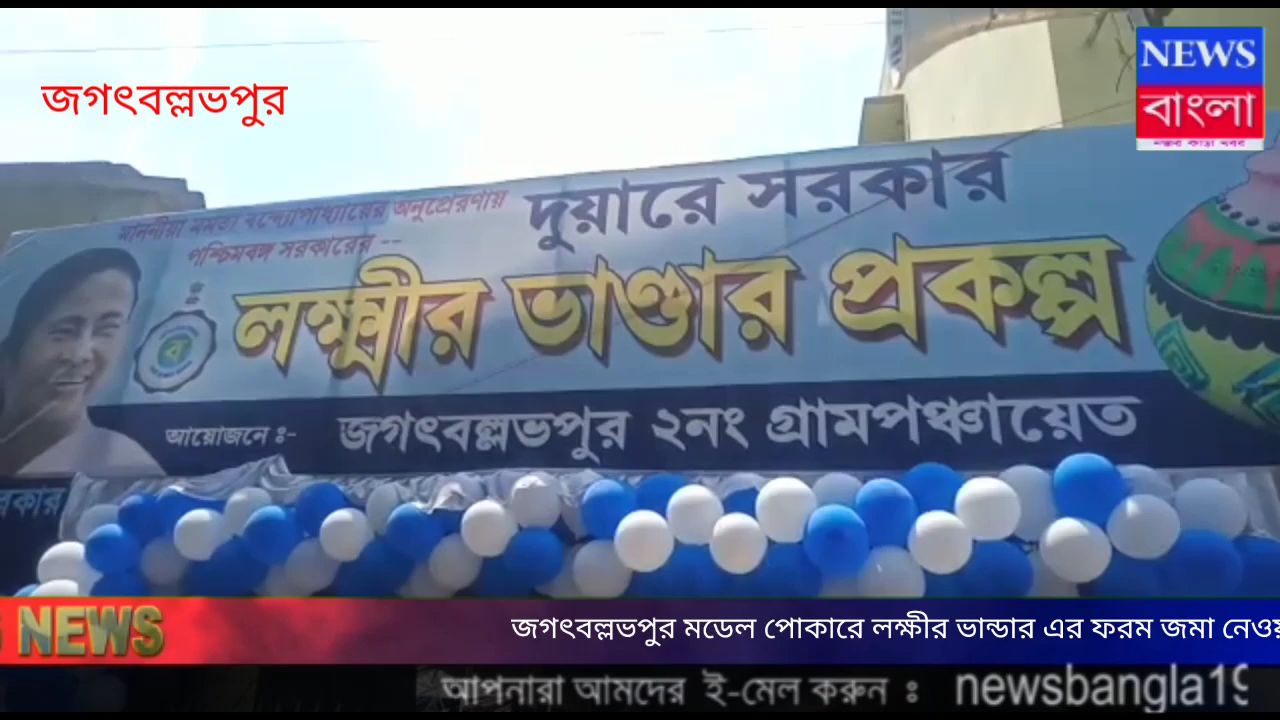 জগৎবল্লভপুর
NEWS
বাংলা
মাননীয়া মমতা বন্দ্যোপাধ্যায়ের অনুপ্রেরণায়
পশ্চিমবঙ্গ সরকারের --
দুয়ারে সরকার
লক্ষ্মীর ভাণ্ডার প্রকল্প
আয়োজনে ঃ- জগৎবল্লভপুর ২নং গ্রামপঞ্চায়েত
রকার
NEWS
জগৎবল্লভপুর মডেল পোকারে লক্ষীর ভান্ডার এর ফরম জমা নেওয়
আপনারা আমদের ই-মেল করুন ঃ newsbangla19